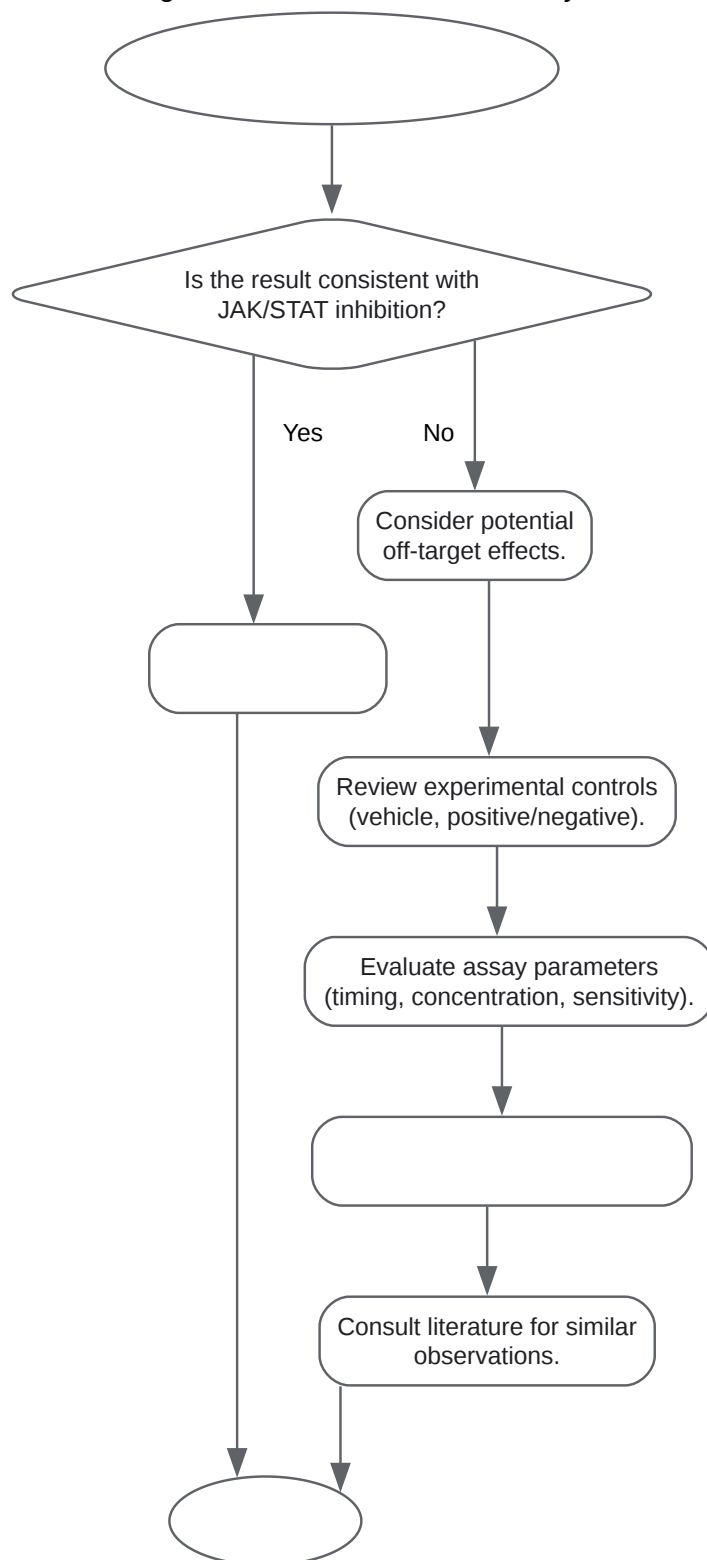 Is the result consistent with
JAK/STAT inhibition?
Yes
No
Consider potential
off-target effects.
Review experimental controls
(vehicle, positive/negative).
Evaluate assay parameters
(timing, concentration, sensitivity).
Consult literature for similar
observations.